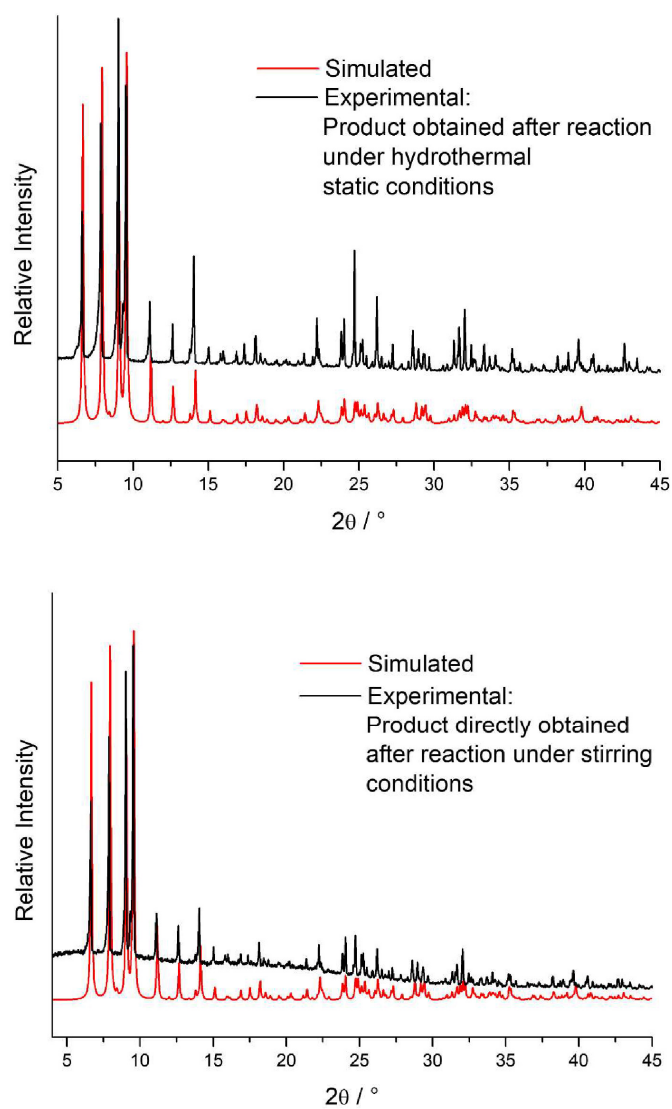 Simulated
Experimental:
Product obtained after reaction
under hydrothermal
static conditions
Relative Intensity
5 10 15 20 25 30 35 40 45
2θ / °
Simulated
Experimental:
Product directly obtained
after reaction under stirring
conditions
Relative Intensity
5 10 15 20 25 30 35 40 45
2θ / °